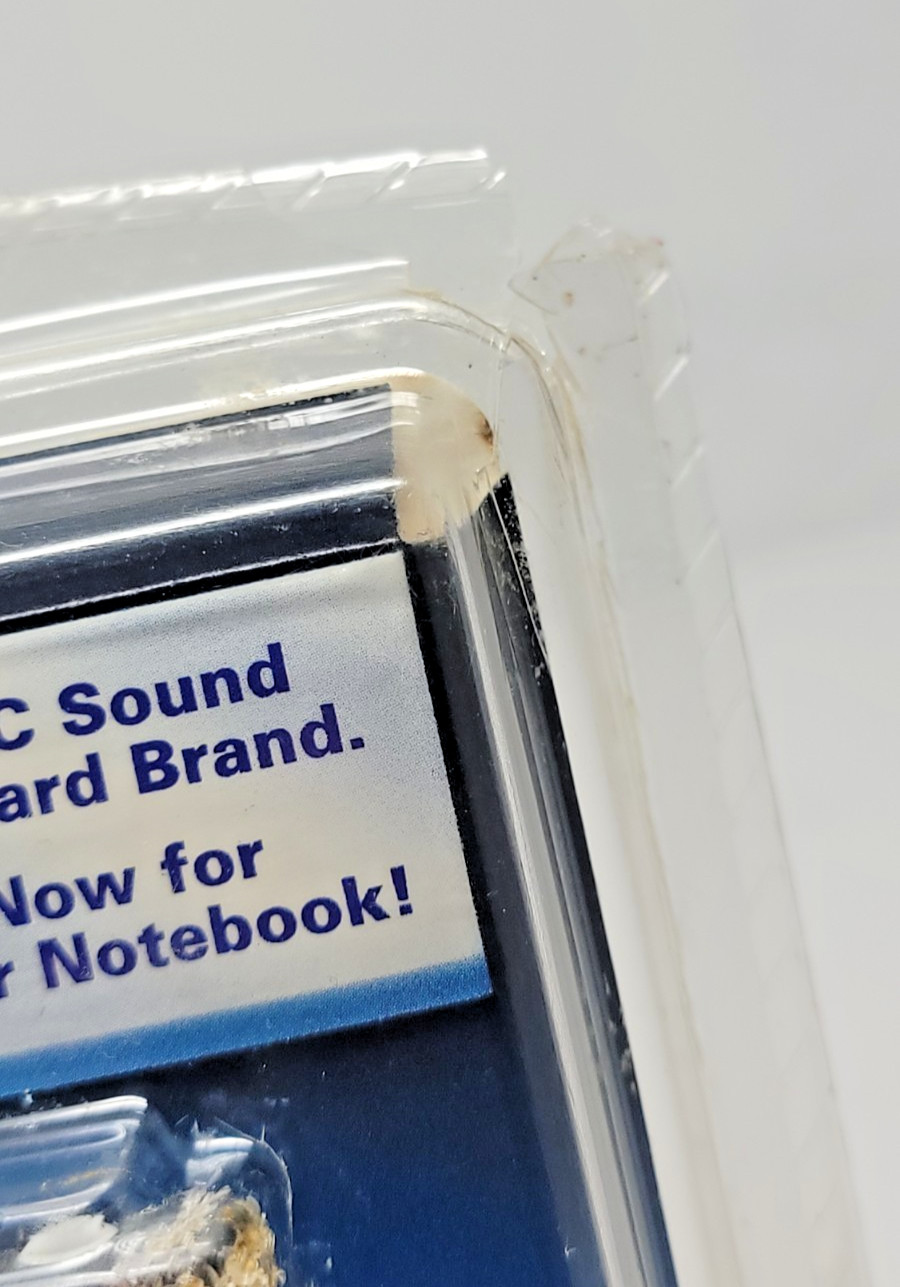 C Sound
ard Brand.
Now for
r Notebook!